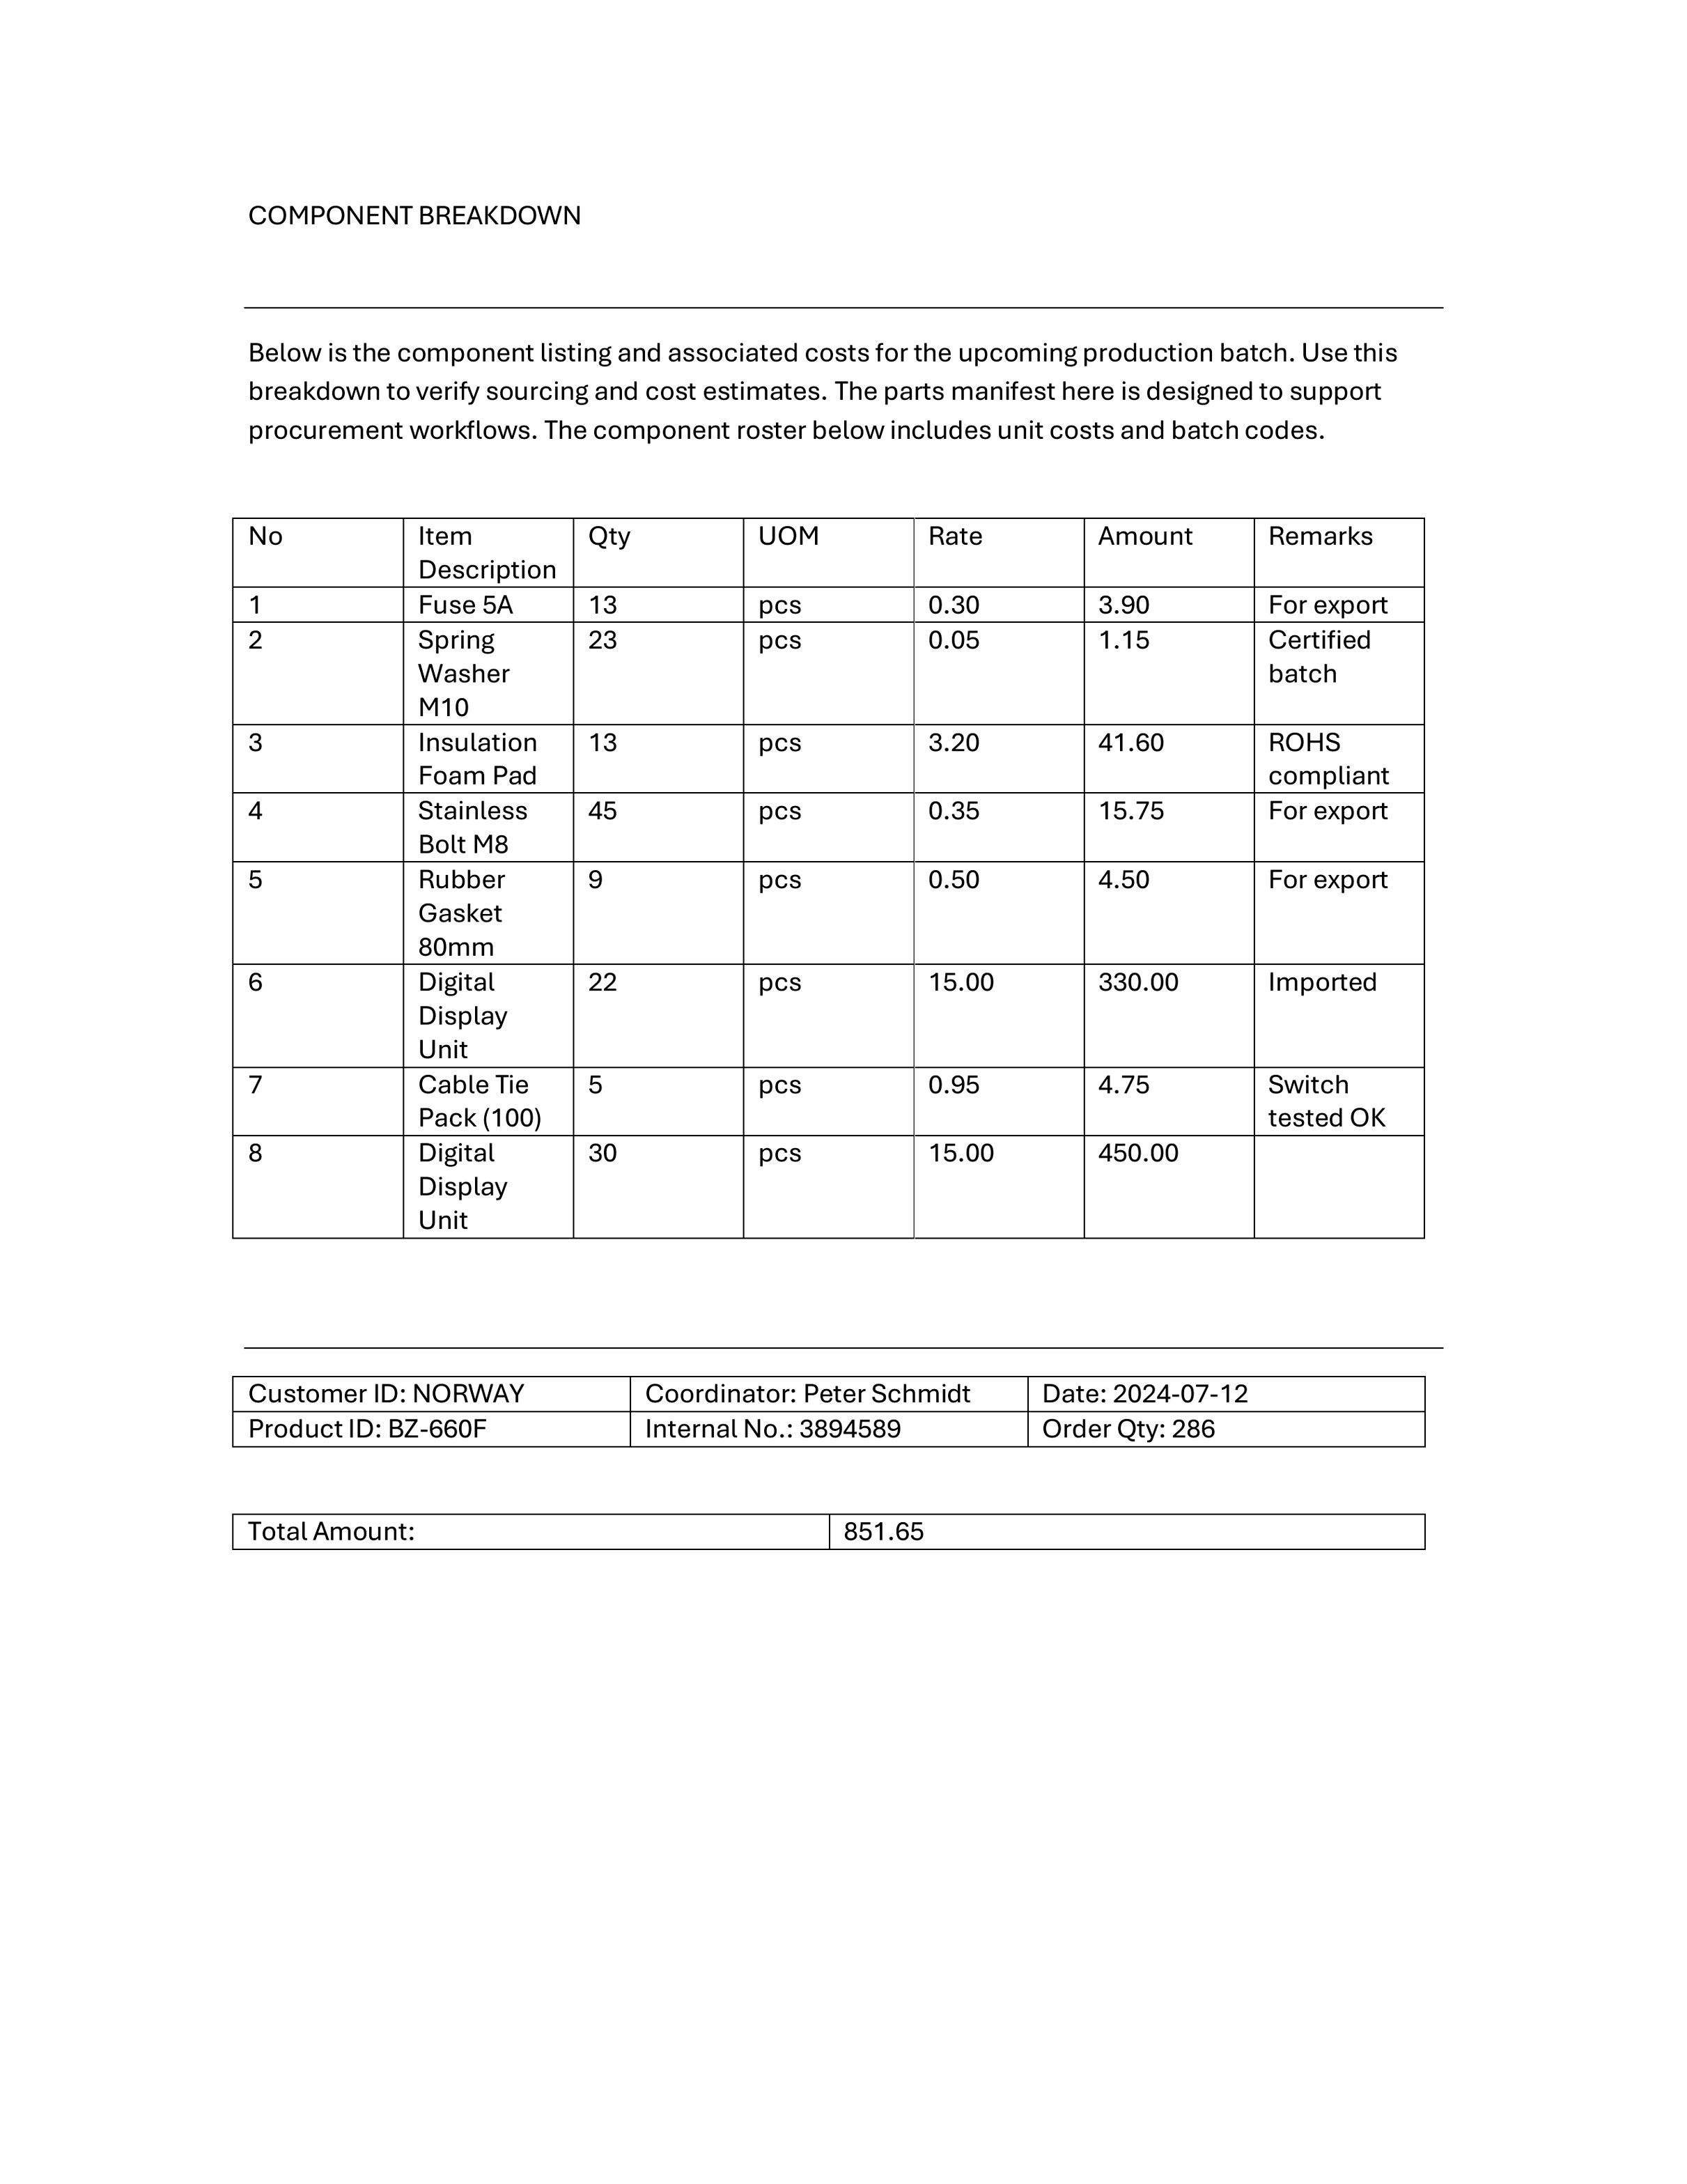 COMPONENT BREAKDOWN
Below is the component listing and associated costs for the upcoming production batch. Use this
breakdown to verify sourcing and cost estimates. The parts manifest here is designed to support
procurement workflows. The component roster below includes unit costs and batch codes.
No Item Description Qty UOM Rate Amount Remarks
1 Fuse 5A 13 pcs 0.30 3.90 For export
2 Spring Washer M10 23 pcs 0.05 1.15 Certified batch
3 Insulation Foam Pad 13 pcs 3.20 41.60 ROHS compliant
4 Stainless Bolt M8 45 pcs 0.35 15.75 For export
5 Rubber Gasket 80mm 9 pcs 0.50 4.50 For export
6 Digital Display Unit 22 pcs 15.00 330.00 Imported
7 Cable Tie Pack (100) 5 pcs 0.95 4.75 Switch tested OK
8 Digital Display Unit 30 pcs 15.00 450.00
Customer ID: NORWAY Coordinator: Peter Schmidt Date: 2024-07-12
Product ID: BZ-660F Internal No.: 3894589 Order Qty: 286
Total Amount: 851.65